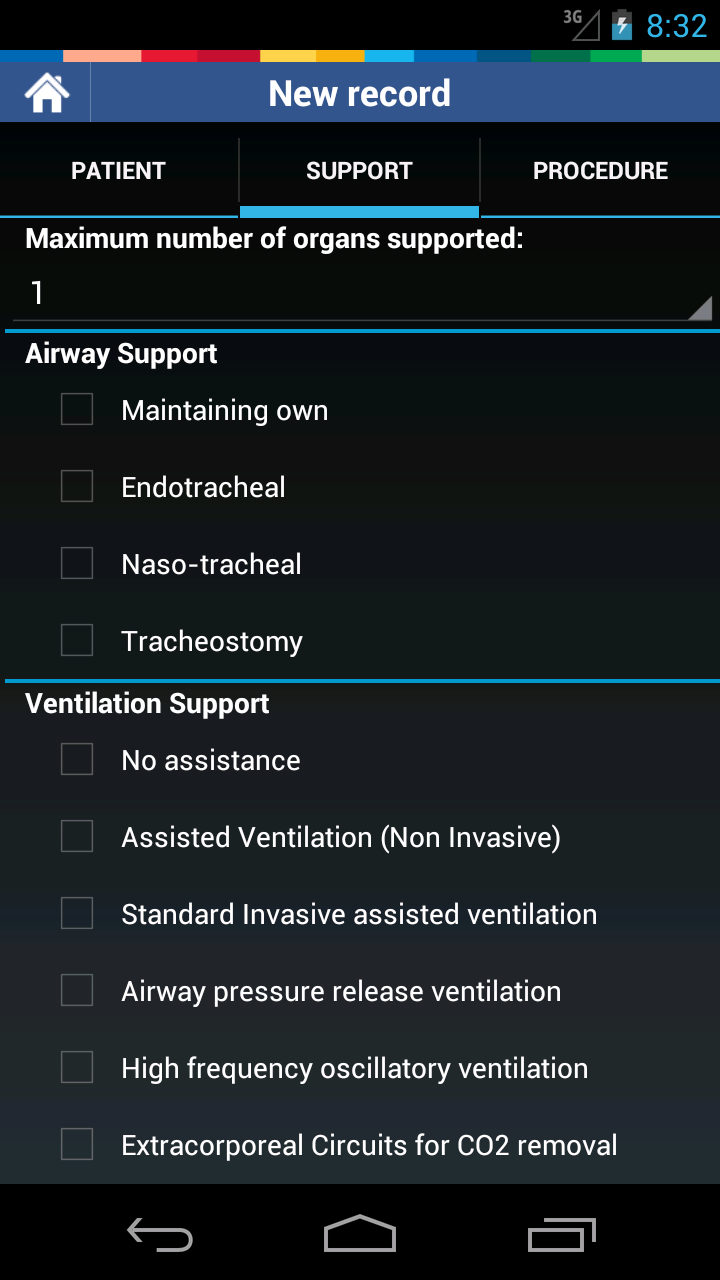 3G 8:32
New record
PATIENT SUPPORT PROCEDURE
Maximum number of organs supported:
1
Airway Support
Maintaining own
Endotracheal
Naso-tracheal
Tracheostomy
Ventilation Support
No assistance
Assisted Ventilation (Non Invasive)
Standard Invasive assisted ventilation
Airway pressure release ventilation
High frequency oscillatory ventilation
Extracorporeal Circuits for CO2 removal